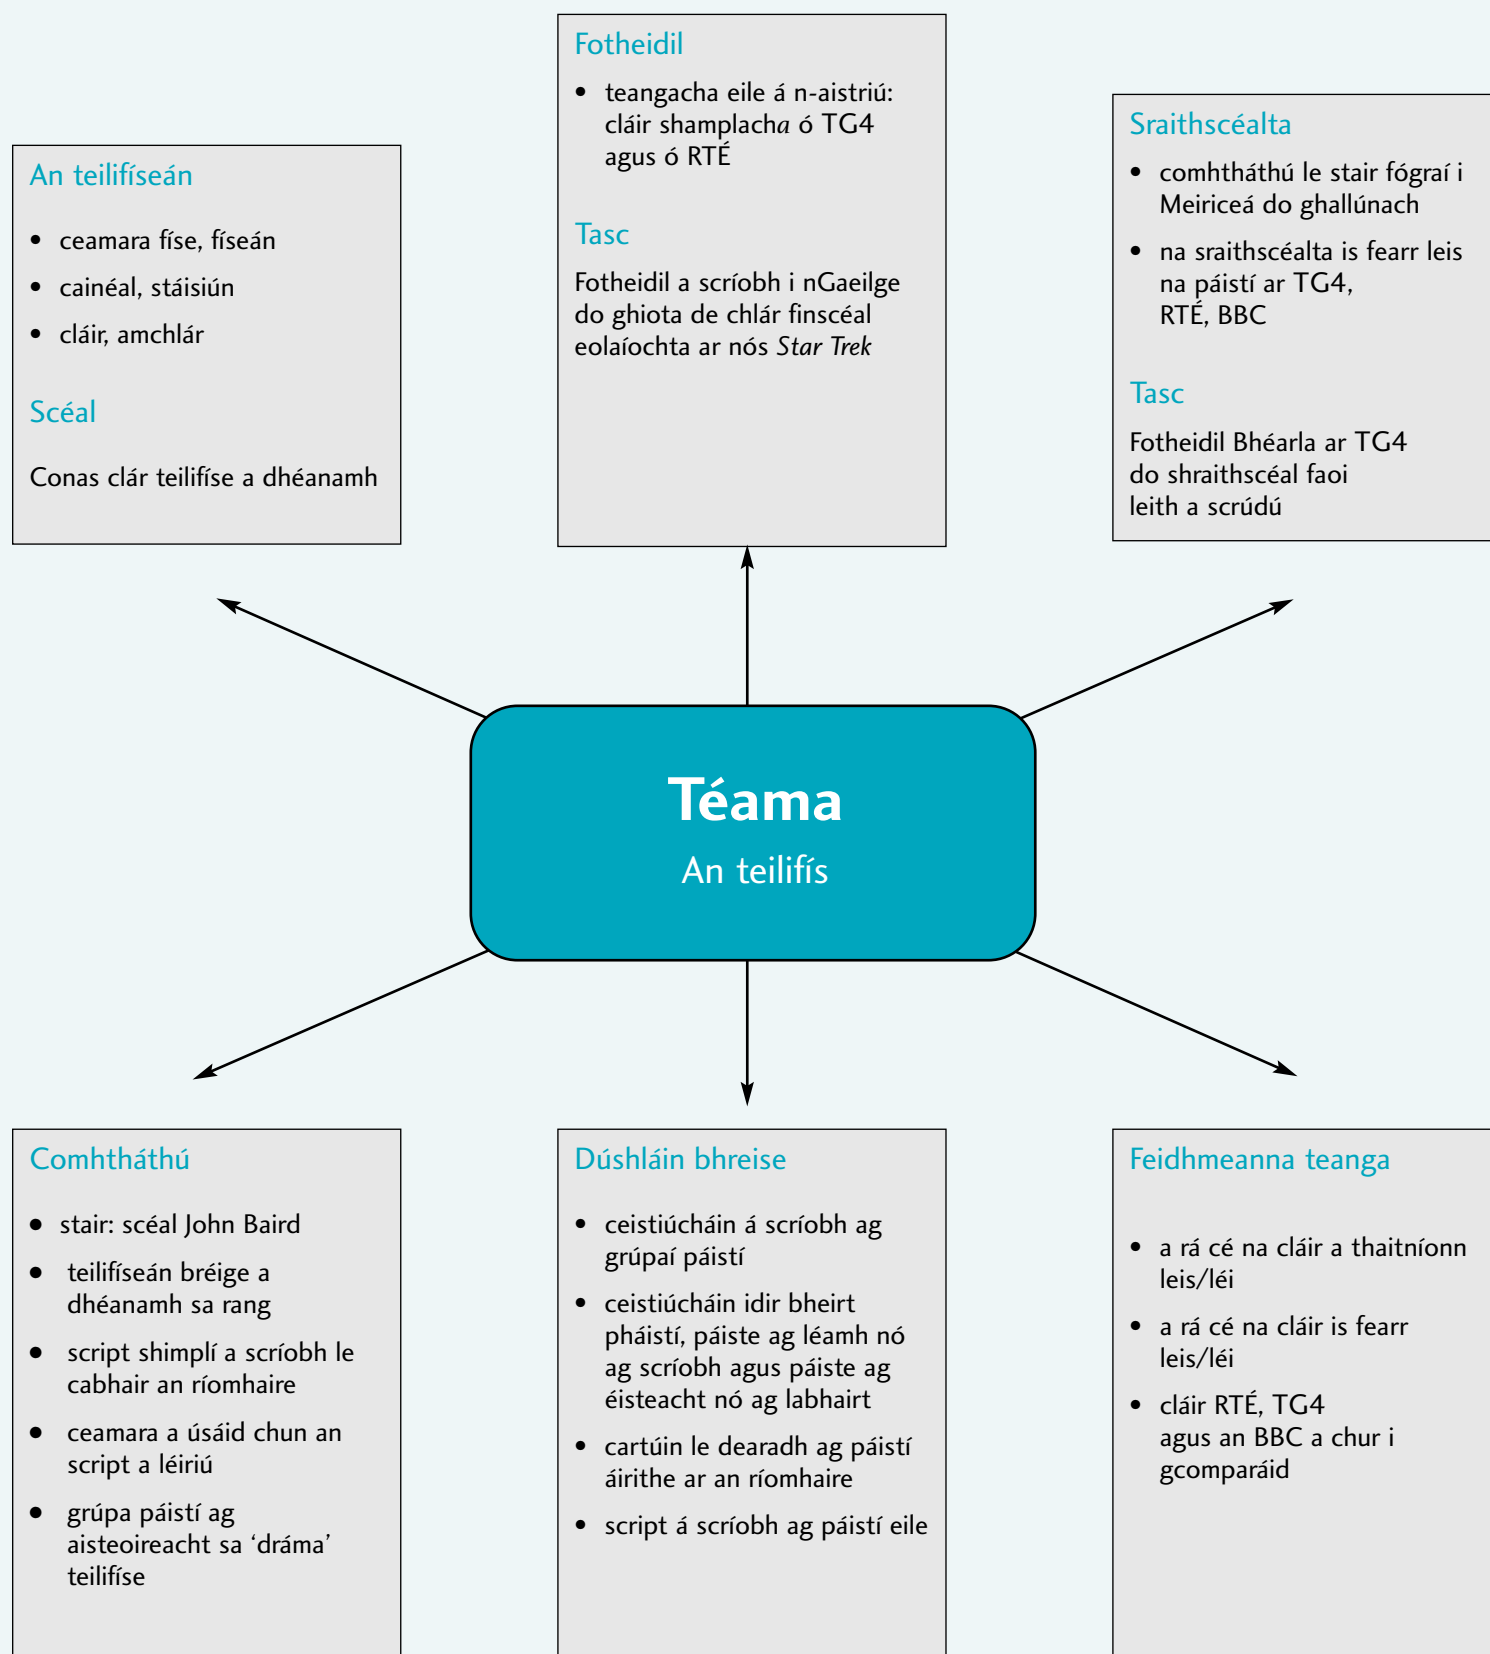 An teilifíseán
• ceamara físe, físeán
• cainéal, stáisiún
• cláir, amchlár
Scéal
Conas clár teilifíse a dhéanamh
Fotheidil
• teangacha eile á n-aistriú:
cláir shamplacha ó TG4
agus ó RTÉ
Tasc
Fotheidil a scríobh i nGaeilge
do ghiota de chlár finscéal
eolaíochta ar nós Star Trek
Sraithscéalta
• comhtháthú le stair fógraí i
Meiriceá do ghallúnach
• na sraithscéalta is fearr leis
na páistí ar TG4,
RTÉ, BBC
Tasc
Fotheidil Bhéarla ar TG4
do shraithscéal faoi
leith a scrúdú
Téama
An teilifís
Comhtháthú
• stair: scéal John Baird
• teilifíseán bréige a
dhéanamh sa rang
• script shimplí a scríobh le
cabhair an ríomhaire
• ceamara a úsáid chun an
script a léiriú
• grúpa páistí ag
aisteoireacht sa ‘dráma’
teilifíse
Dúshláin bhreise
• ceistiúcháin á scríobh ag
grúpaí páistí
• ceistiúcháin idir bheirt
pháistí, páiste ag léamh nó
ag scríobh agus páiste ag
éisteacht nó ag labhairt
• cartúin le dearadh ag páistí
áirithe ar an ríomhaire
• script á scríobh ag páistí eile
Feidhmeanna teanga
• a rá cé na cláir a thaitníonn
leis/léi
• a rá cé na cláir is fearr
leis/léi
• cláir RTÉ, TG4
agus an BBC a chur i
gcomparáid